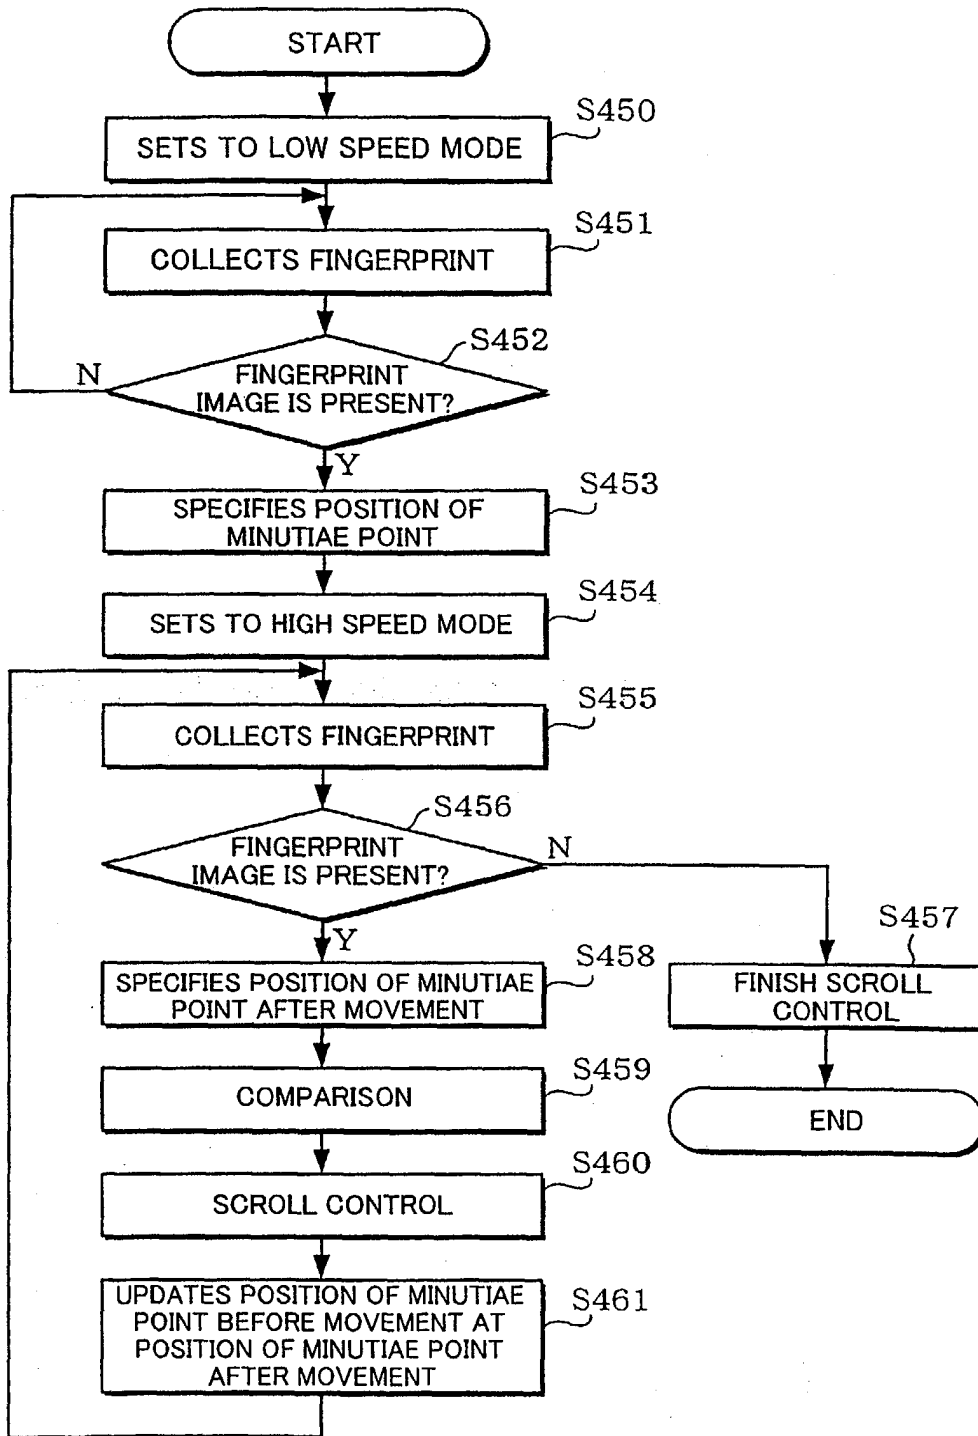 START
S450
SETS TO LOW SPEED MODE
S451
COLLECTS FINGERPRINT
S452
N
FINGERPRINT
IMAGE IS PRESENT?
Y
S453
SPECIFIES POSITION OF
MINUTIAE POINT
S454
SETS TO HIGH SPEED MODE
S455
COLLECTS FINGERPRINT
S456
FINGERPRINT
IMAGE IS PRESENT?
N
Y
S457
FINISH SCROLL
CONTROL
END
S458
SPECIFIES POSITION OF MINUTIAE
POINT AFTER MOVEMENT
S459
COMPARISON
S460
SCROLL CONTROL
S461
UPDATES POSITION OF MINUTIAE
POINT BEFORE MOVEMENT AT
POSITION OF MINUTIAE POINT
AFTER MOVEMENT